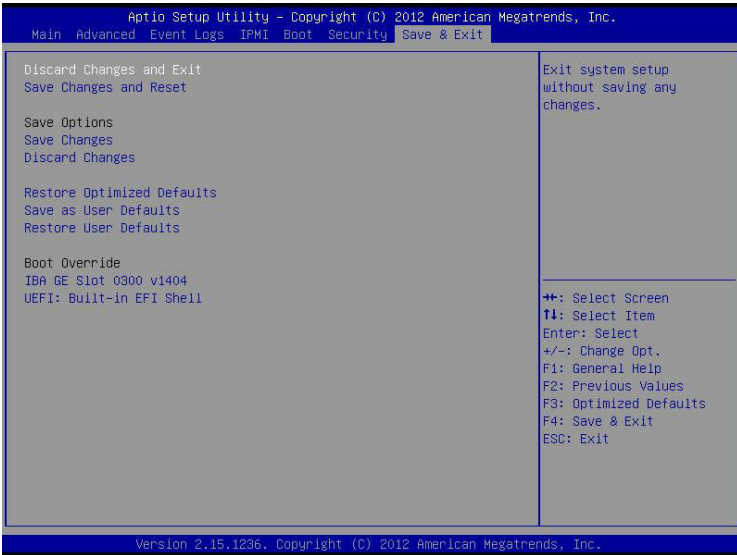 Aptio Setup Utility – Copyright (C) 2012 American Megatrends, Inc.
Main Advanced Event Logs IPMI Boot Security Save & Exit
Discard Changes and Exit
Save Changes and Reset
Save Options
Save Changes
Discard Changes
Restore Optimized Defaults
Save as User Defaults
Restore User Defaults
Boot Override
IBA GE Slot 0300 v1404
UEFI: Built-in EFI Shell
Exit system setup
without saving any
changes.
→←: Select Screen
↑↓: Select Item
Enter: Select
+/-: Change Opt.
F1: General Help
F2: Previous Values
F3: Optimized Defaults
F4: Save & Exit
ESC: Exit
Version 2.15.1236. Copyright (C) 2012 American Megatrends, Inc.